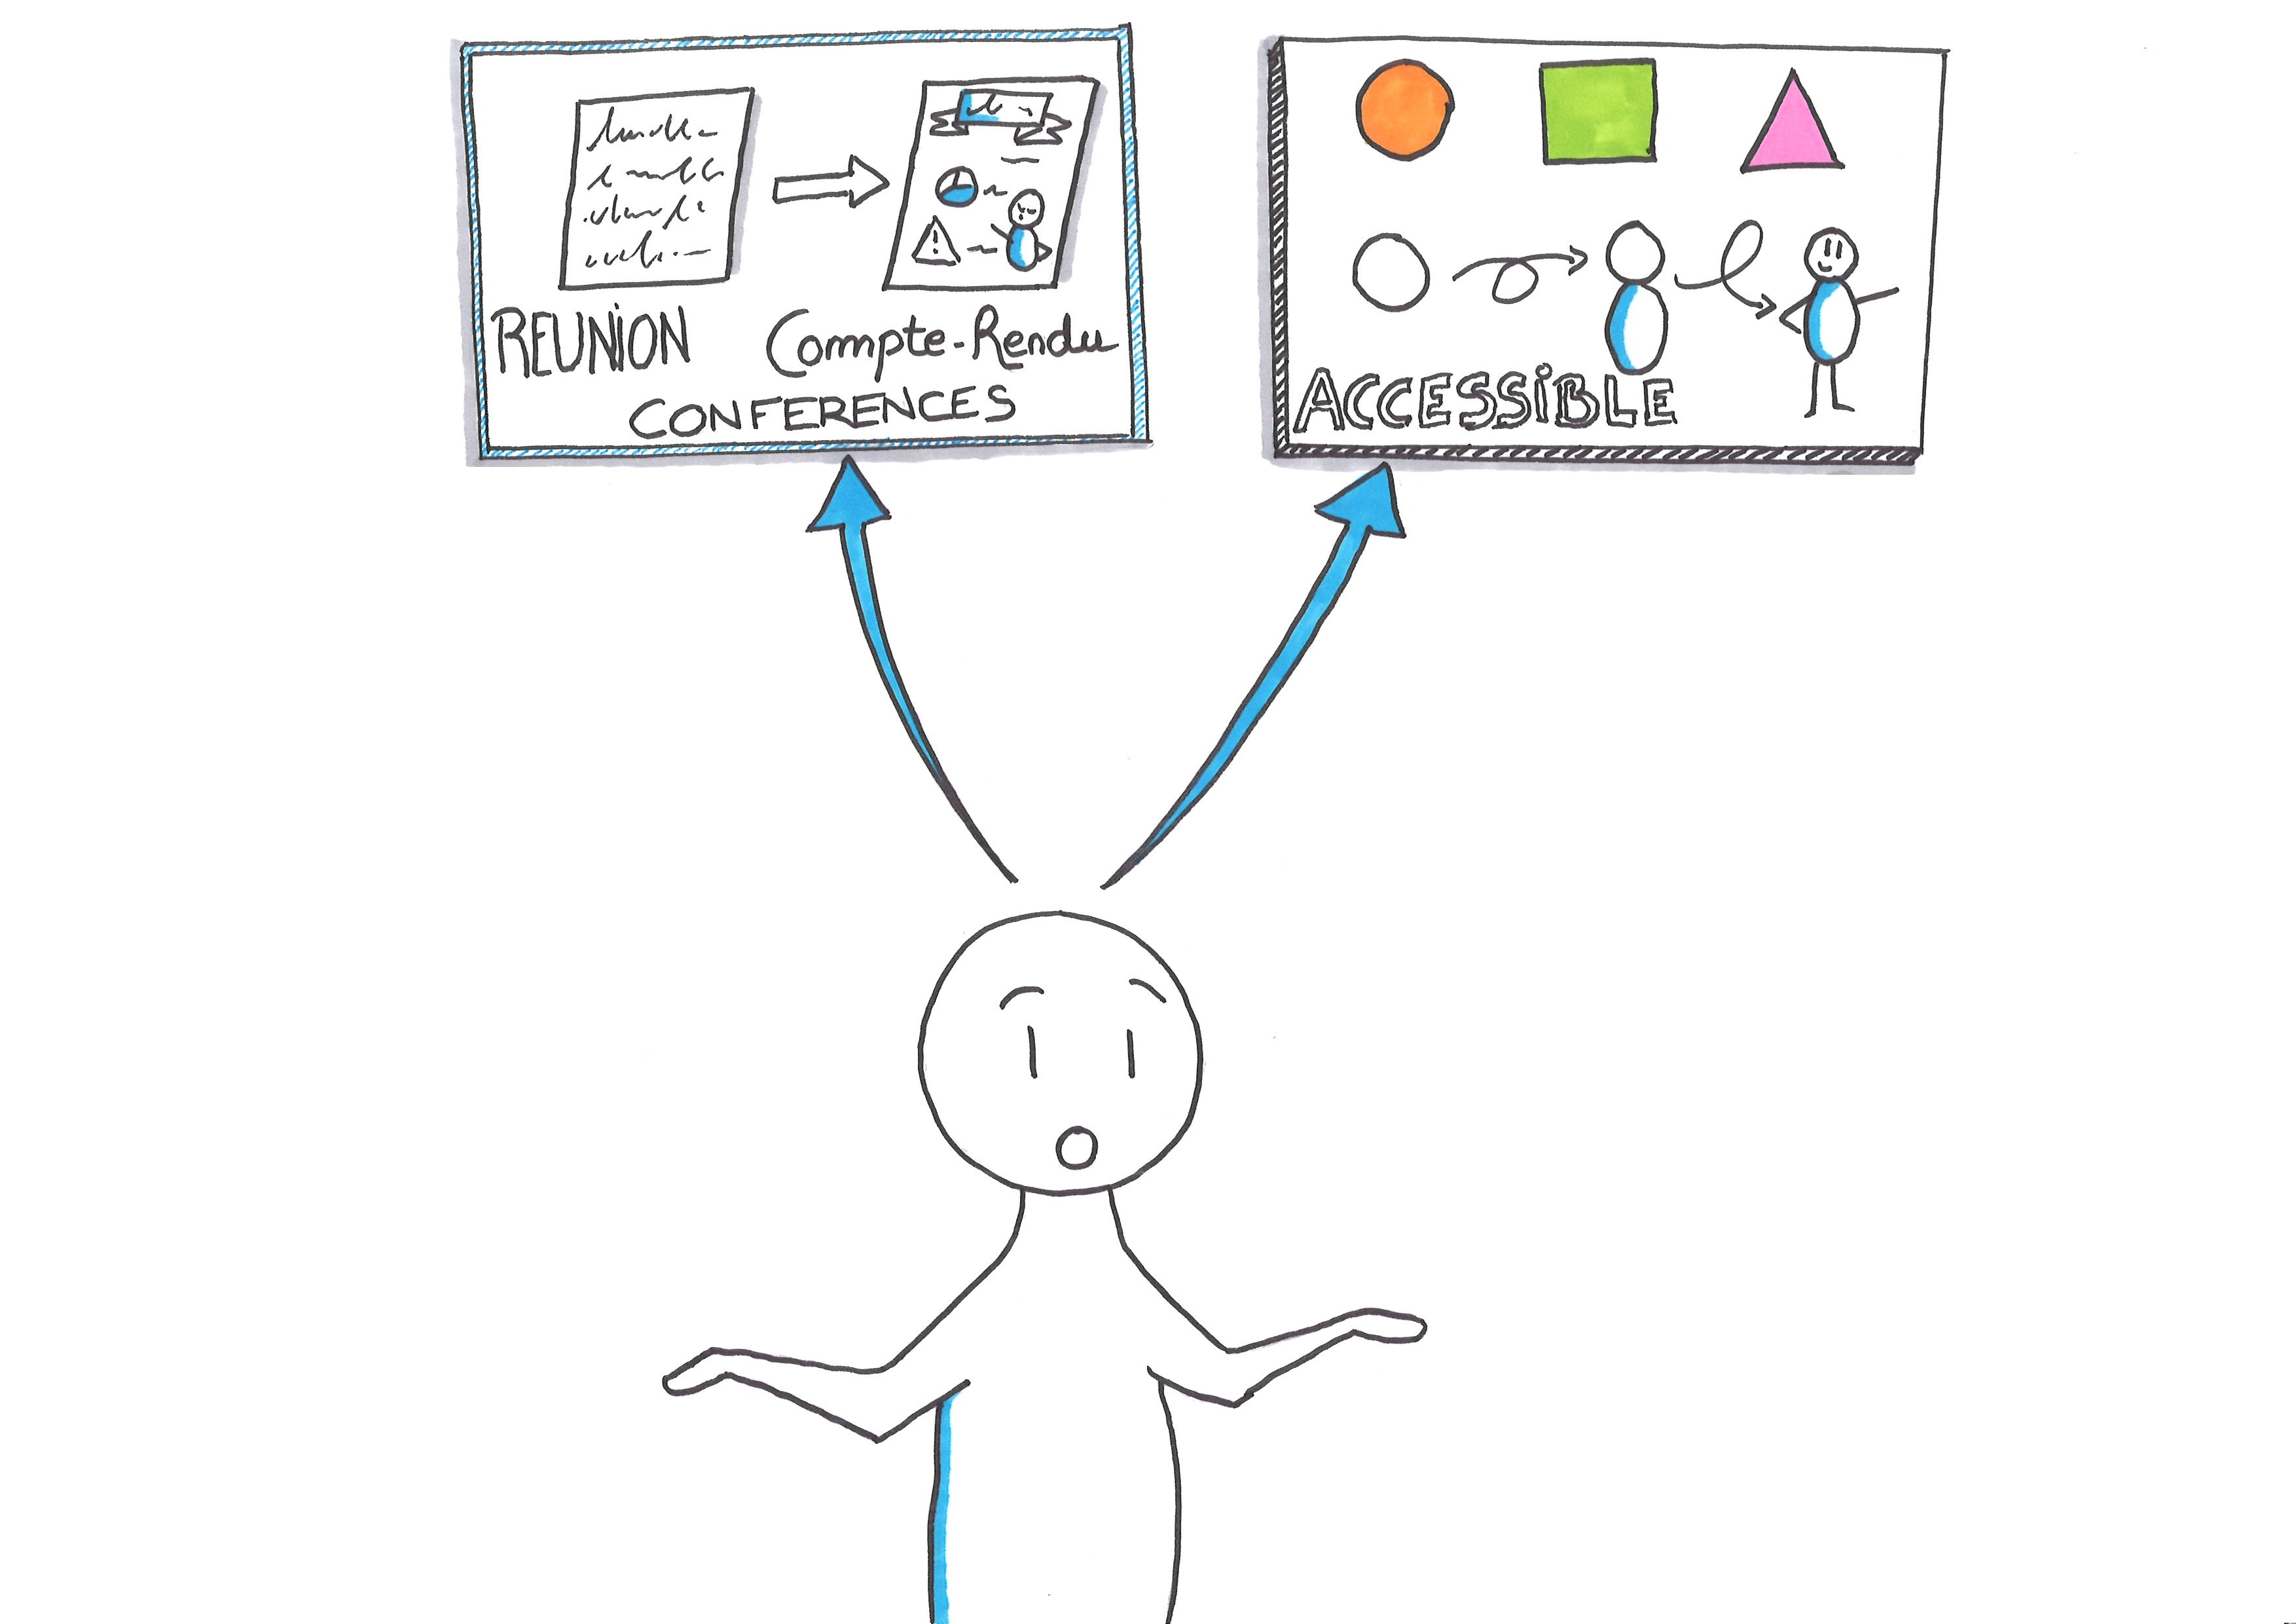 REUNION
Compte-Rendu
CONFERENCES
ACCESSIBLE